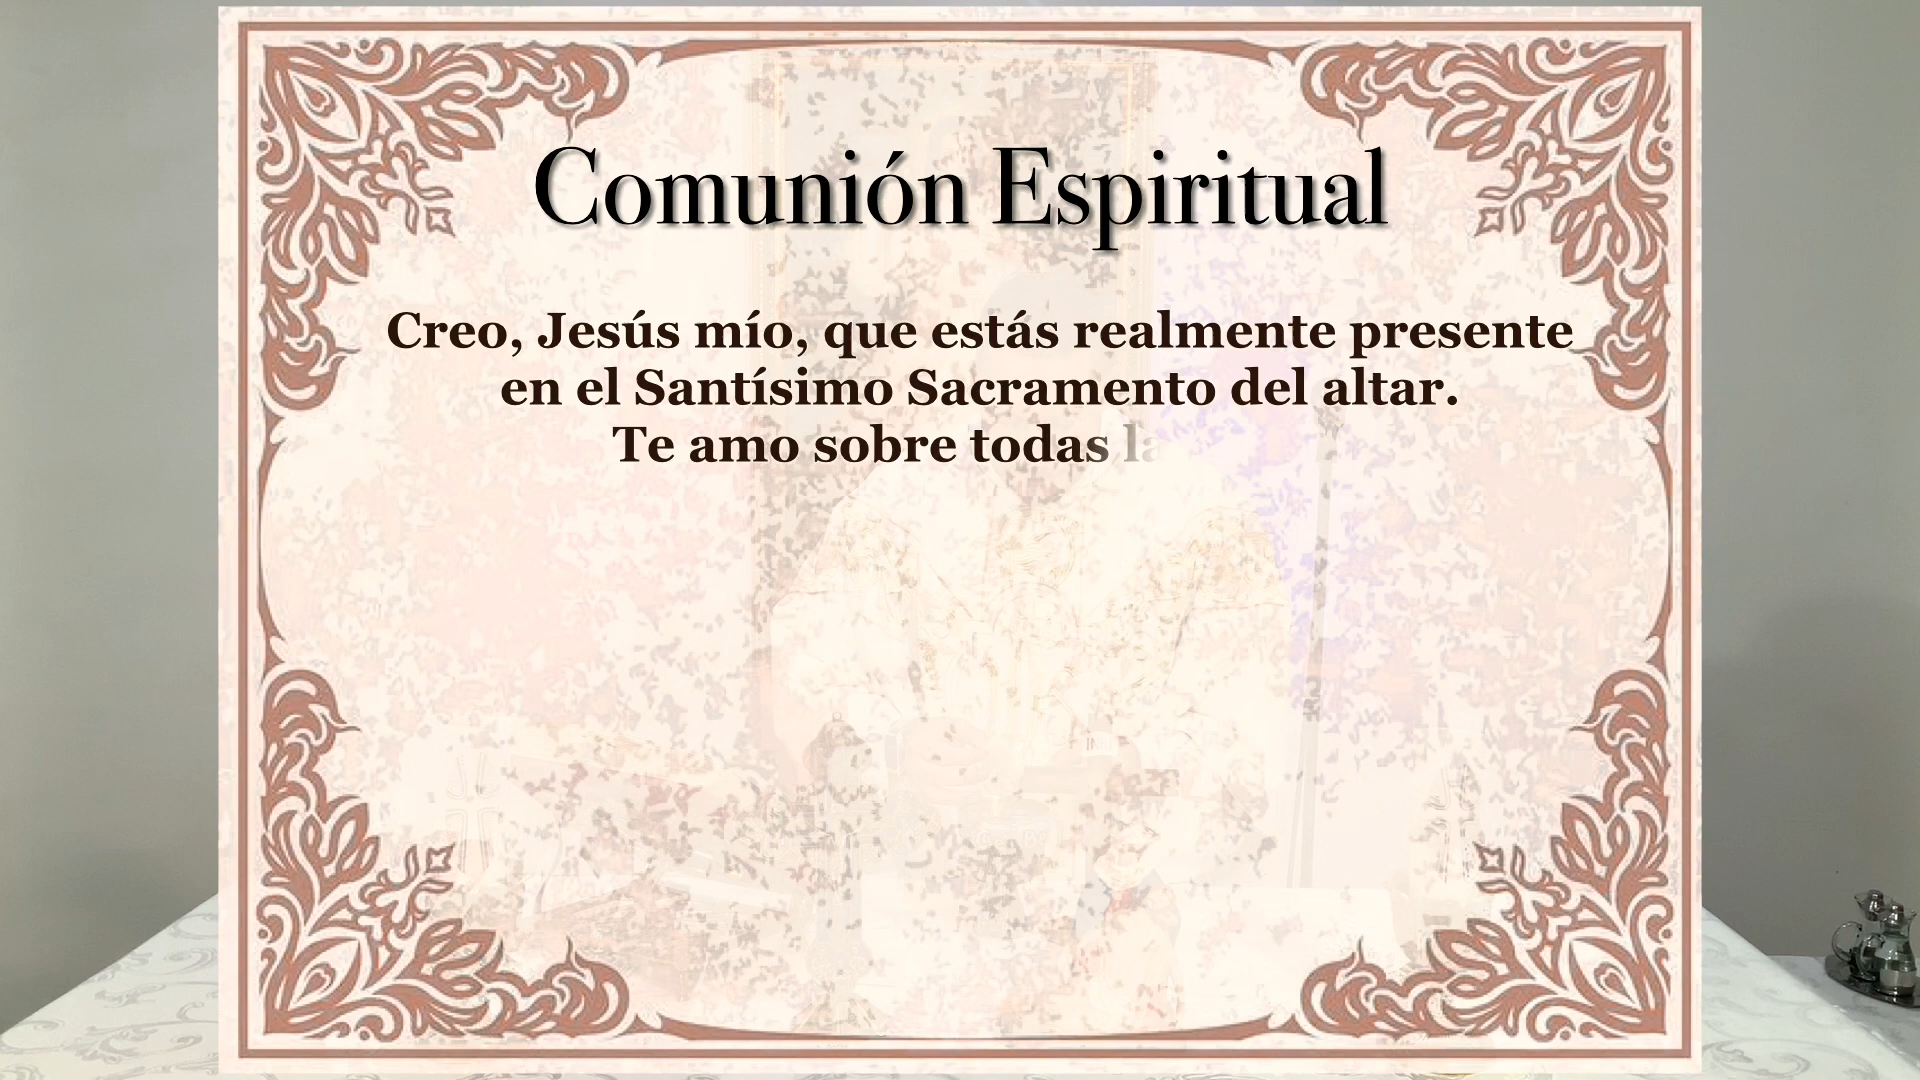 Comunión Espiritual
Creo, Jesús mío, que estás realmente presente
en el Santísimo Sacramento del altar.
Te amo sobre todas la